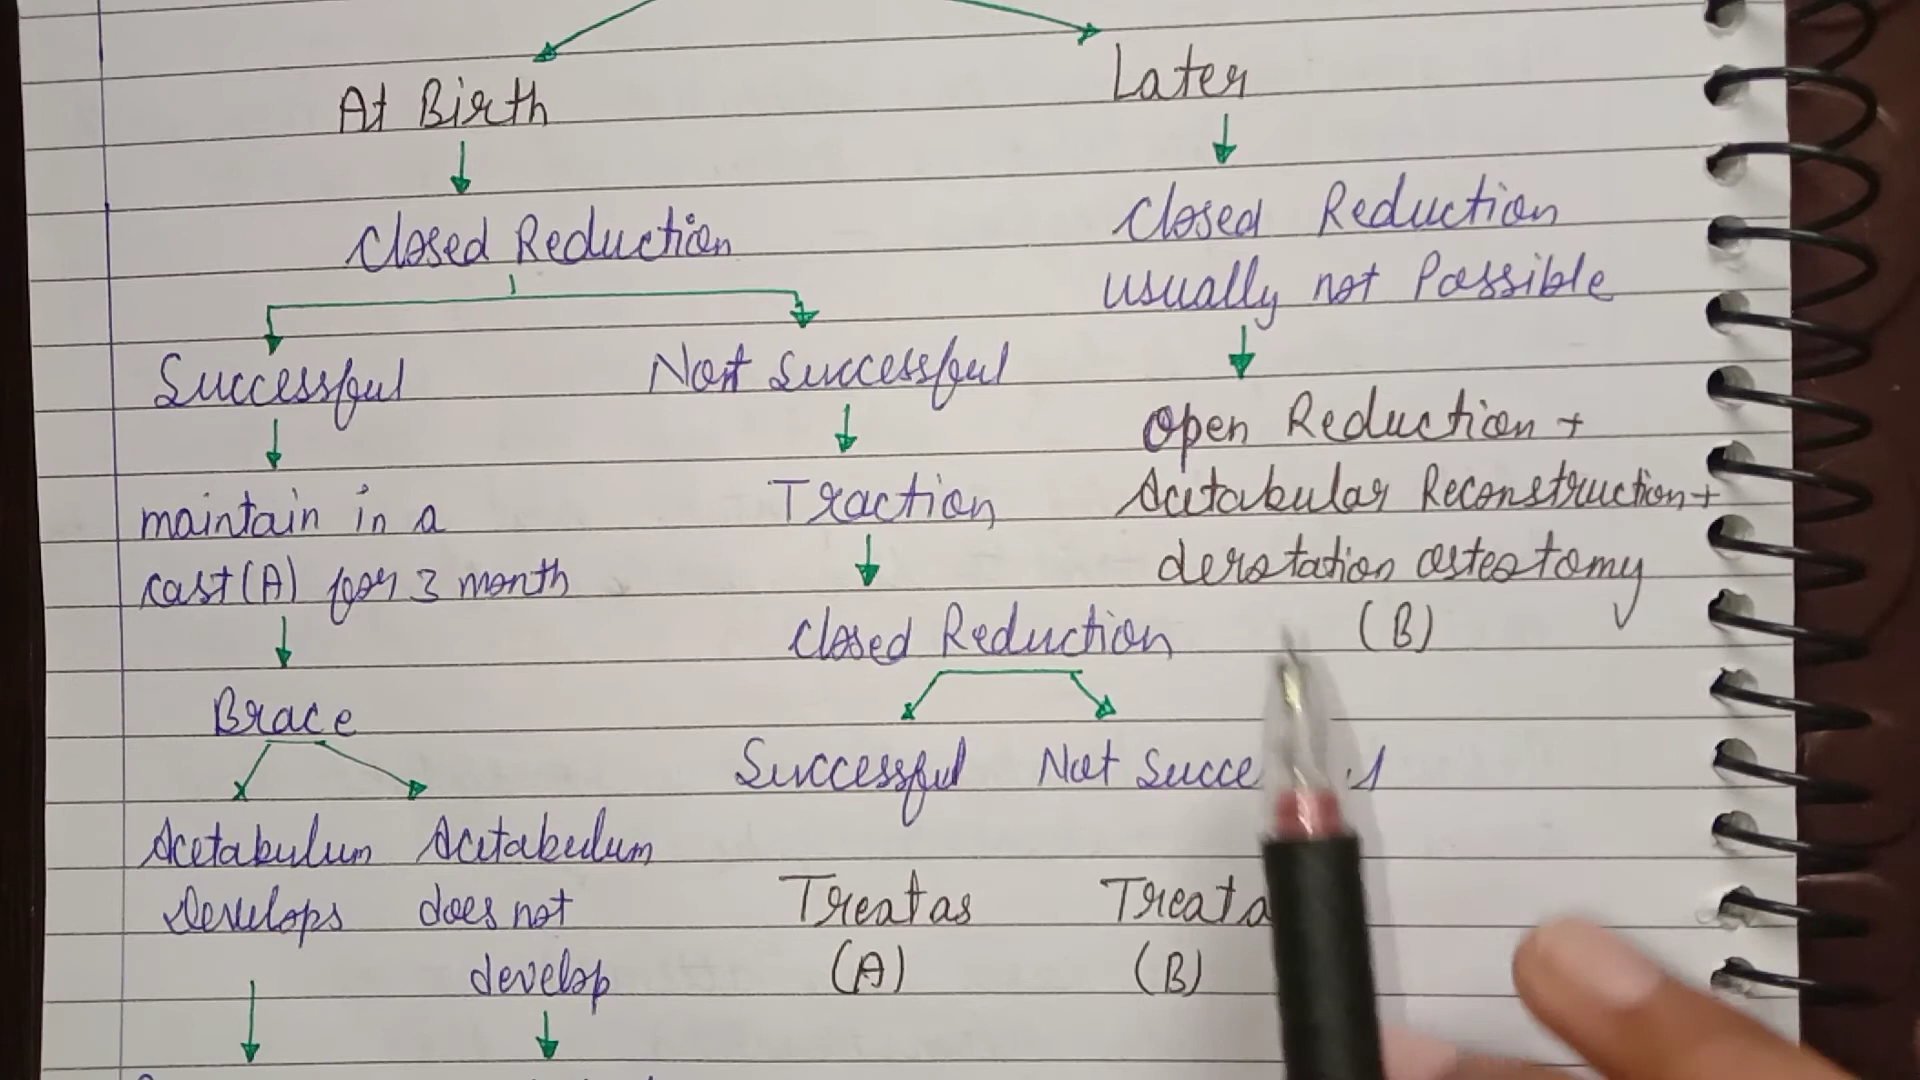 At Birth
Later
Closed Reduction
Closed Reduction
usually not Possible
Successful
Not Successful
Open Reduction +
Acetabular Reconstruction +
derotation osteotomy
(B)
maintain in a
cast (A) for 3 month
Traction
Closed Reduction
Brace
Successful
Not
Acetabulum
Develops
Acetabulum
does not
develop
Treat as
(A)
Treat
(B)